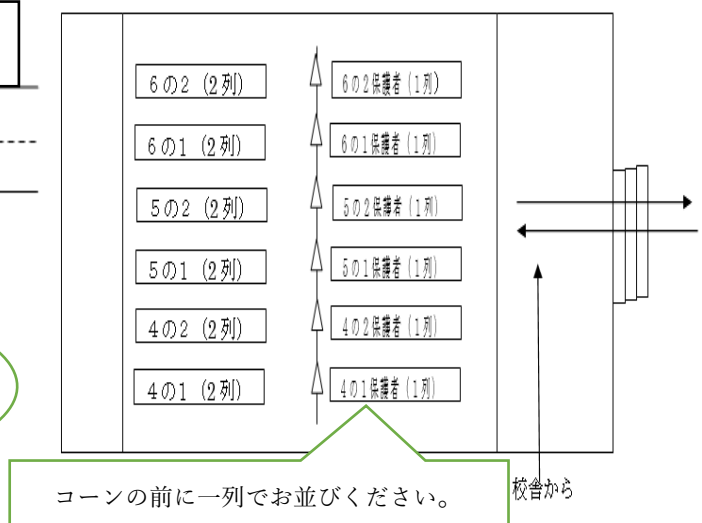 6の2（2列） 6の2保護者（1列）
6の1（2列） 6の1保護者（1列）
5の2（2列） 5の2保護者（1列）
5の1（2列） 5の1保護者（1列）
4の2（2列） 4の2保護者（1列）
4の1（2列） 4の1保護者（1列）
コーンの前に一列でお並びください。
校舎から